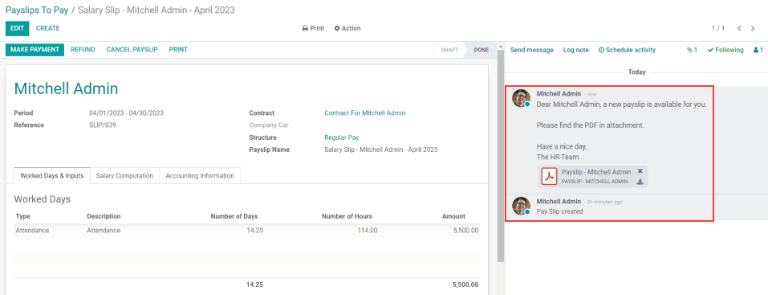 Payslips To Pay / Salary Slip - Mitchell Admin - April 2023
EDIT CREATE Print Action 1 / 1
MAKE PAYMENT REFUND CANCEL PAYSLIP PRINT DRAFT DONE
Send message Log note Schedule activity 1 Following 1
Today
Mitchell Admin
Period 04/01/2023 - 04/30/2023
Reference SLIP/039
Contract Contract For Mitchell Admin
Company Car
Structure Regular Pay
Payslip Name Salary Slip - Mitchell Admin - April 2023
Worked Days & Inputs Salary Computation Accounting Information
Worked Days
Type Description Number of Days Number of Hours Amount
Attendance Attendance 14.25 114.00 5,500.00
14.25 5,500.00
Mitchell Admin - now
Dear Mitchell Admin, a new payslip is available for you.
Please find the PDF in attachment.
Have a nice day,
The HR Team
Payslip - Mitchell Admin
PAYSLIP - MITCHELL ADMIN
Mitchell Admin minutes ago
Pay Slip created